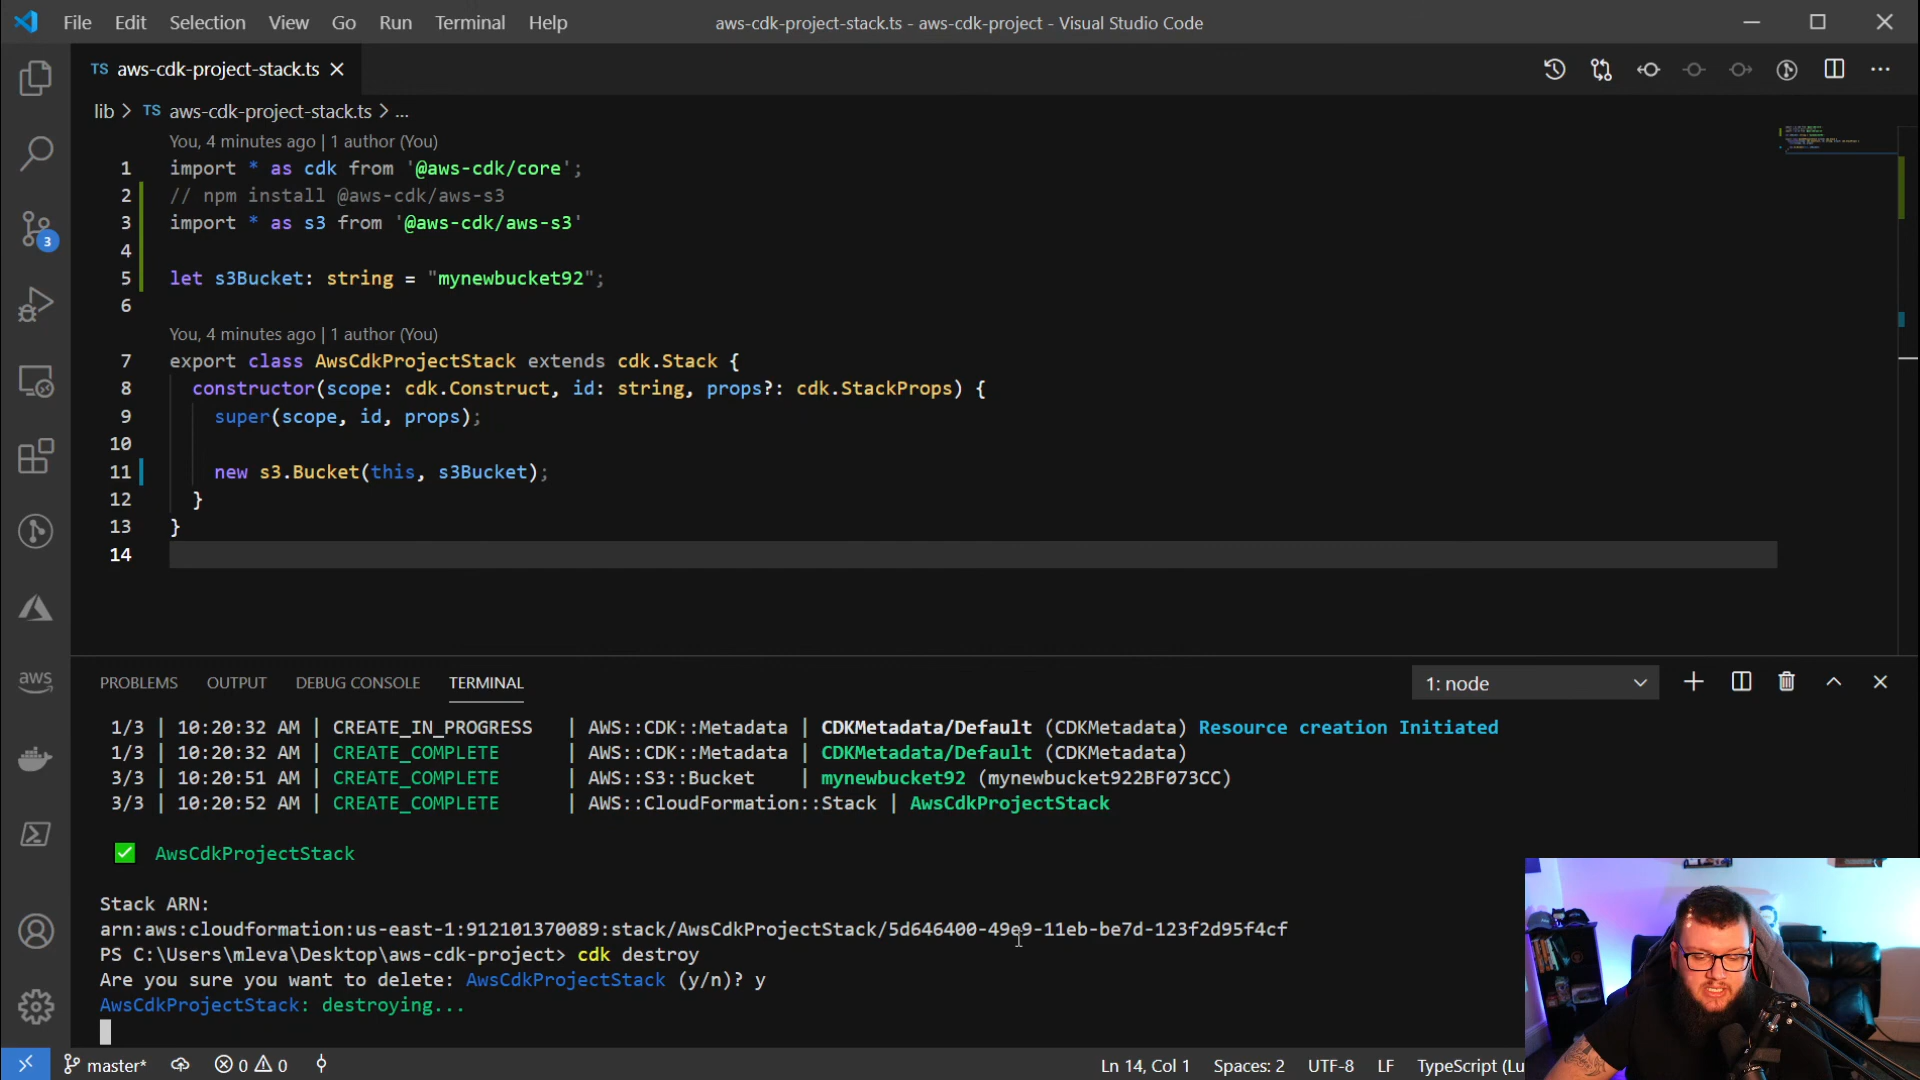 File Edit Selection View Go Run Terminal Help aws-cdk-project-stack.ts - aws-cdk-project - Visual Studio Code
TS aws-cdk-project-stack.ts
lib > TS aws-cdk-project-stack.ts > ...
You, 4 minutes ago | 1 author (You)
1 import * as cdk from '@aws-cdk/core';
2 // npm install @aws-cdk/aws-s3
3 import * as s3 from '@aws-cdk/aws-s3'
4
5 let s3Bucket: string = "mynewbucket92";
6
You, 4 minutes ago | 1 author (You)
7 export class AwsCdkProjectStack extends cdk.Stack {
8 constructor(scope: cdk.Construct, id: string, props?: cdk.StackProps) {
9 super(scope, id, props);
10
11 new s3.Bucket(this, s3Bucket);
12 }
13 }
14
3
aws
PROBLEMS OUTPUT DEBUG CONSOLE TERMINAL 1: node
1/3 | 10:20:32 AM | CREATE_IN_PROGRESS | AWS::CDK::Metadata | CDKMetadata/Default (CDKMetadata) Resource creation Initiated
1/3 | 10:20:32 AM | CREATE_COMPLETE | AWS::CDK::Metadata | CDKMetadata/Default (CDKMetadata)
3/3 | 10:20:51 AM | CREATE_COMPLETE | AWS::S3::Bucket | mynewbucket92 (mynewbucket922BF073CC)
3/3 | 10:20:52 AM | CREATE_COMPLETE | AWS::CloudFormation::Stack | AwsCdkProjectStack
✅ AwsCdkProjectStack
Stack ARN:
arn:aws:cloudformation:us-east-1:912101370089:stack/AwsCdkProjectStack/5d646400-49e9-11eb-be7d-123f2d95f4cf
PS C:\Users\mleva\Desktop\aws-cdk-project> cdk destroy
Are you sure you want to delete: AwsCdkProjectStack (y/n)? y
AwsCdkProjectStack: destroying...
master* 0 0 Ln 14, Col 1 Spaces: 2 UTF-8 LF TypeScript (Lu